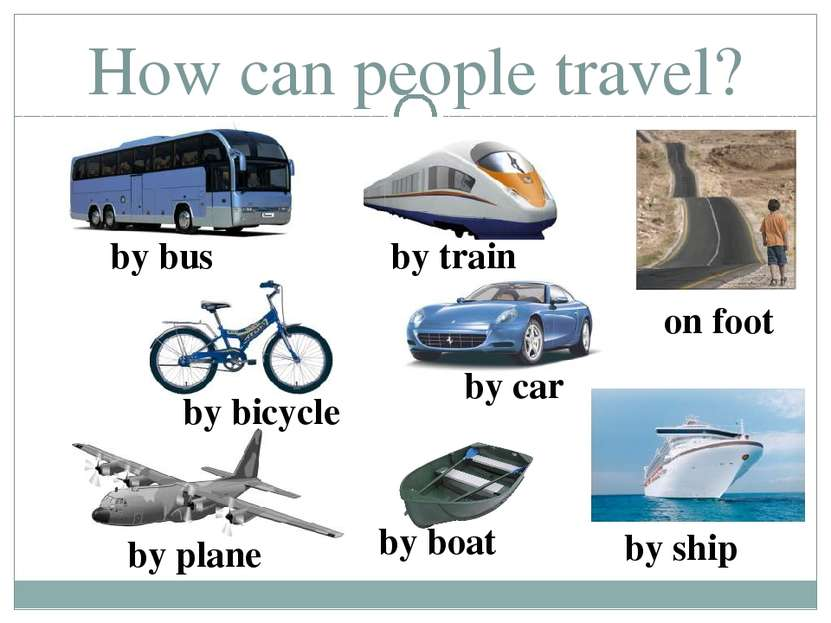 How can people travel?
by bus
by train
on foot
by bicycle
by car
by plane
by boat
by ship